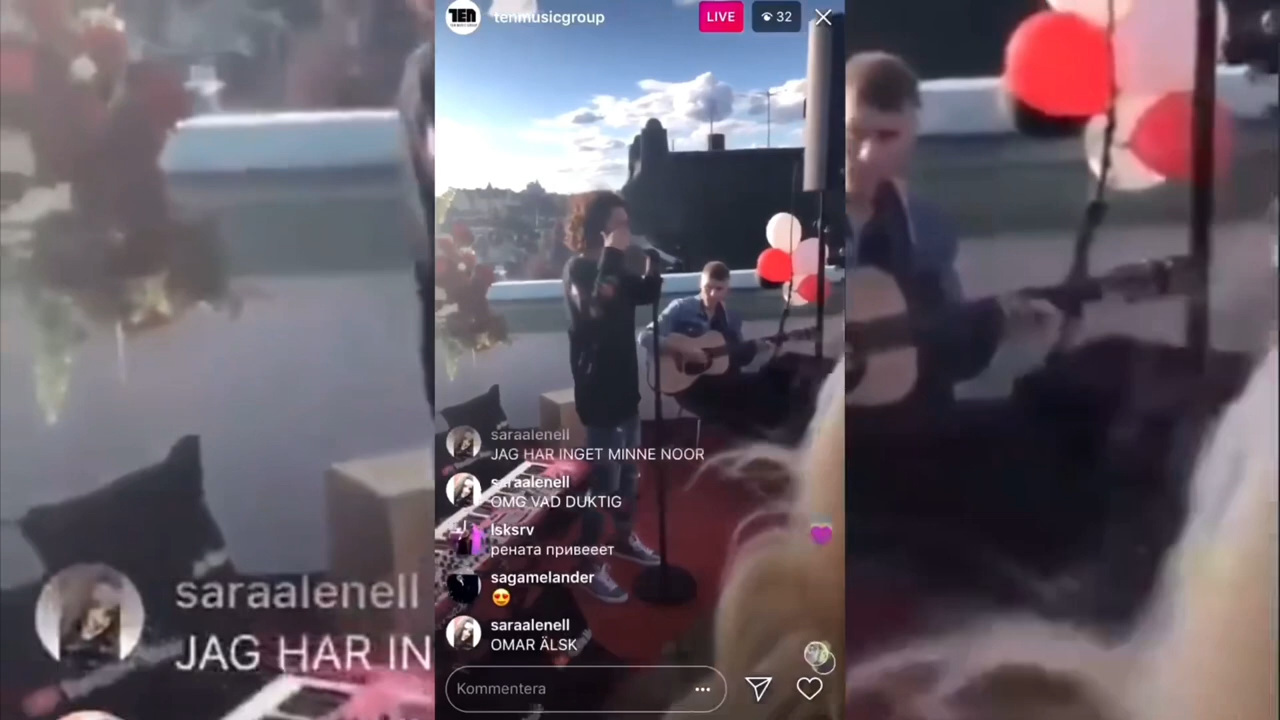 TEN
tenmusicgroup
LIVE
32
saraalenell
JAG HAR INGET MINNE NOOR
saraalenell
OMG VAD DUKTIG
lsksrv
рената привееет
sagamelander
😍
saraalenell
OMAR ÄLSK
Kommentera
saraalenell
JAG HAR IN